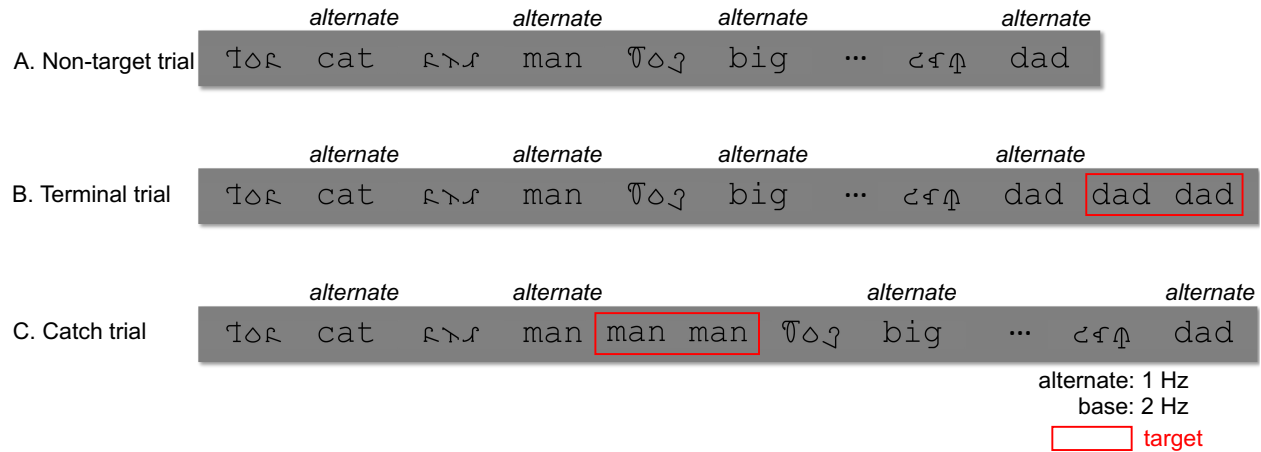 alternate alternate alternate alternate
A. Non-target trial cat man big ... dad
alternate alternate alternate alternate
B. Terminal trial cat man big ... dad dad dad
alternate alternate alternate alternate
C. Catch trial cat man man man big ... dad
alternate: 1 Hz
base: 2 Hz
target